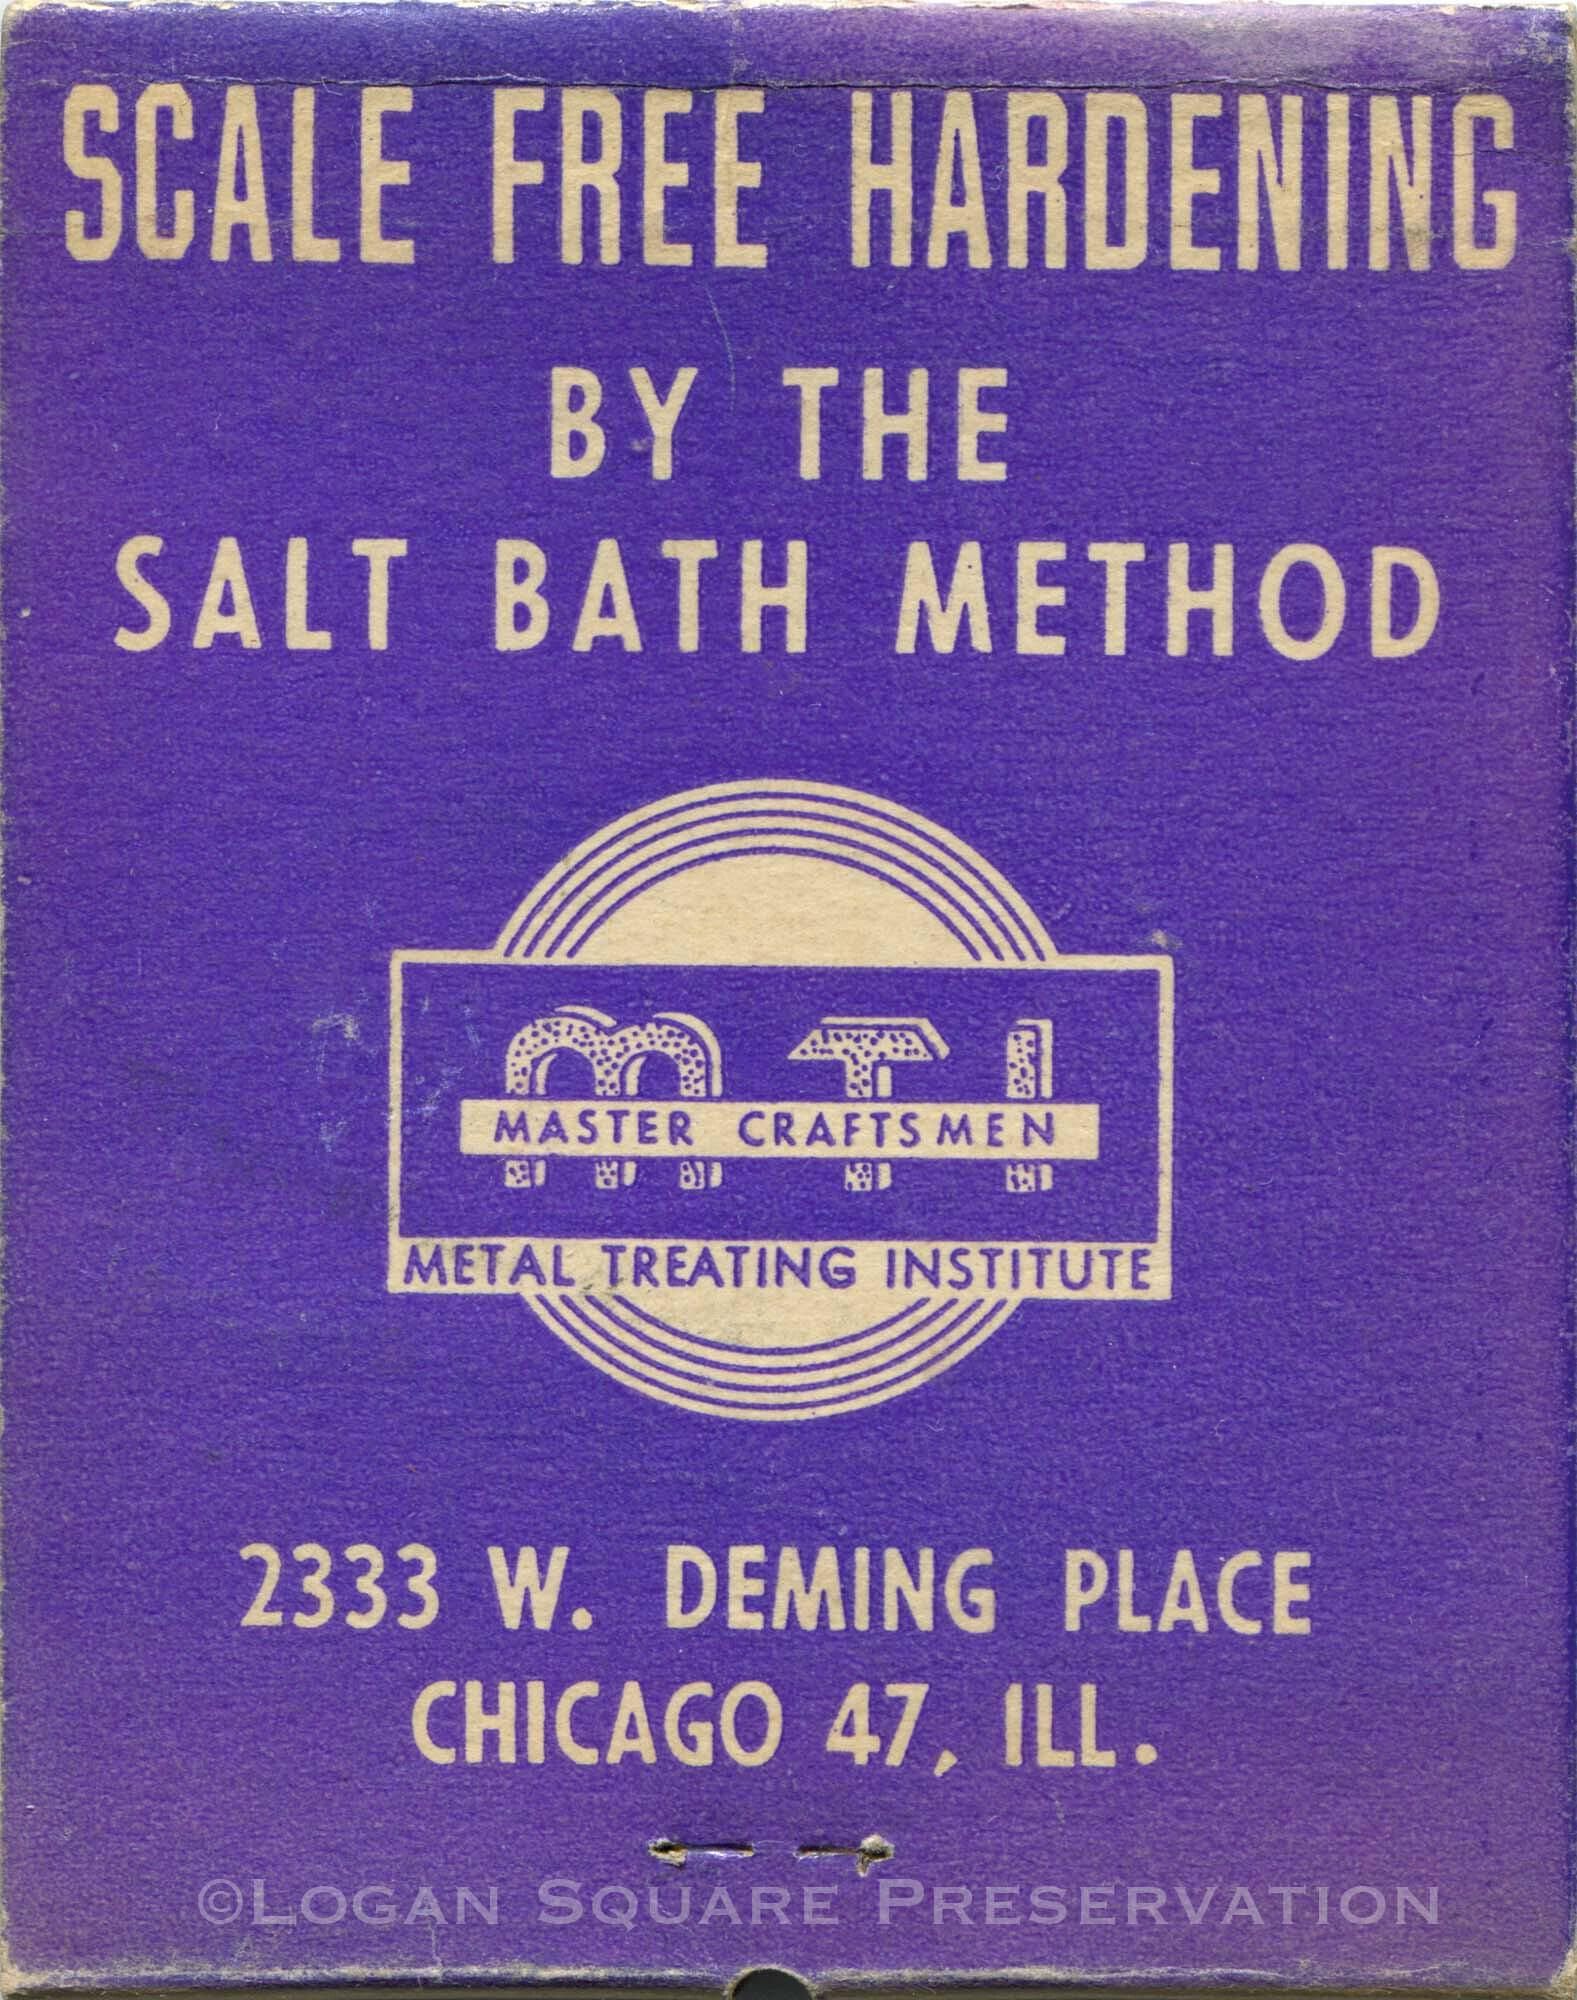 SCALE FREE HARDENING
BY THE
SALT BATH METHOD
MTI
MASTER CRAFTSMEN
METAL TREATING INSTITUTE
2333 W. DEMING PLACE
CHICAGO 47, ILL.
©LOGAN SQUARE PRESERVATION